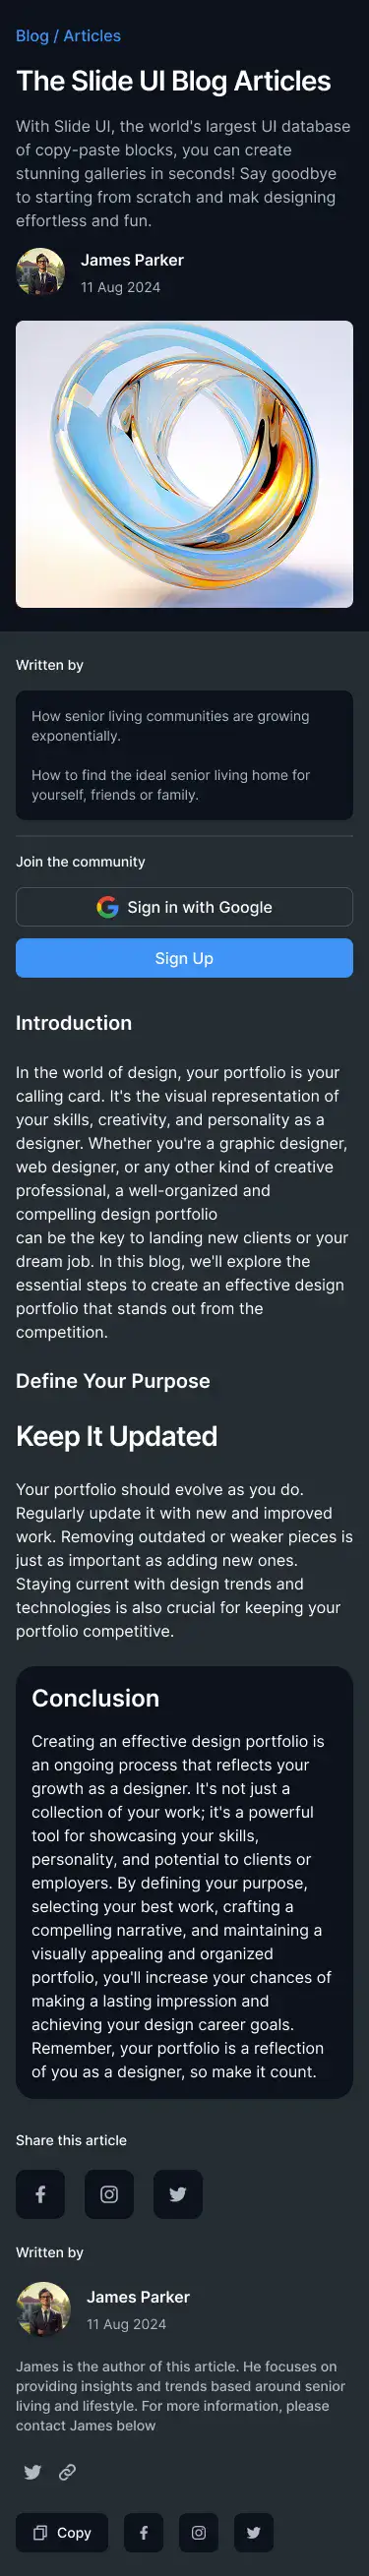 Blog / Articles
The Slide UI Blog Articles
With Slide UI, the world's largest UI database
of copy-paste blocks, you can create
stunning galleries in seconds! Say goodbye
to starting from scratch and mak designing
effortless and fun.
James Parker
11 Aug 2024
Written by
How senior living communities are growing
exponentially.
How to find the ideal senior living home for
yourself, friends or family.
Join the community
Sign in with Google
Sign Up
Introduction
In the world of design, your portfolio is your
calling card. It's the visual representation of
your skills, creativity, and personality as a
designer. Whether you're a graphic designer,
web designer, or any other kind of creative
professional, a well-organized and
compelling design portfolio
can be the key to landing new clients or your
dream job. In this blog, we'll explore the
essential steps to create an effective design
portfolio that stands out from the
competition.
Define Your Purpose
Keep It Updated
Your portfolio should evolve as you do.
Regularly update it with new and improved
work. Removing outdated or weaker pieces is
just as important as adding new ones.
Staying current with design trends and
technologies is also crucial for keeping your
portfolio competitive.
Conclusion
Creating an effective design portfolio is
an ongoing process that reflects your
growth as a designer. It's not just a
collection of your work; it's a powerful
tool for showcasing your skills,
personality, and potential to clients or
employers. By defining your purpose,
selecting your best work, crafting a
compelling narrative, and maintaining a
visually appealing and organized
portfolio, you'll increase your chances of
making a lasting impression and
achieving your design career goals.
Remember, your portfolio is a reflection
of you as a designer, so make it count.
Share this article
Written by
James Parker
11 Aug 2024
James is the author of this article. He focuses on
providing insights and trends based around senior
living and lifestyle. For more information, please
contact James below
Copy